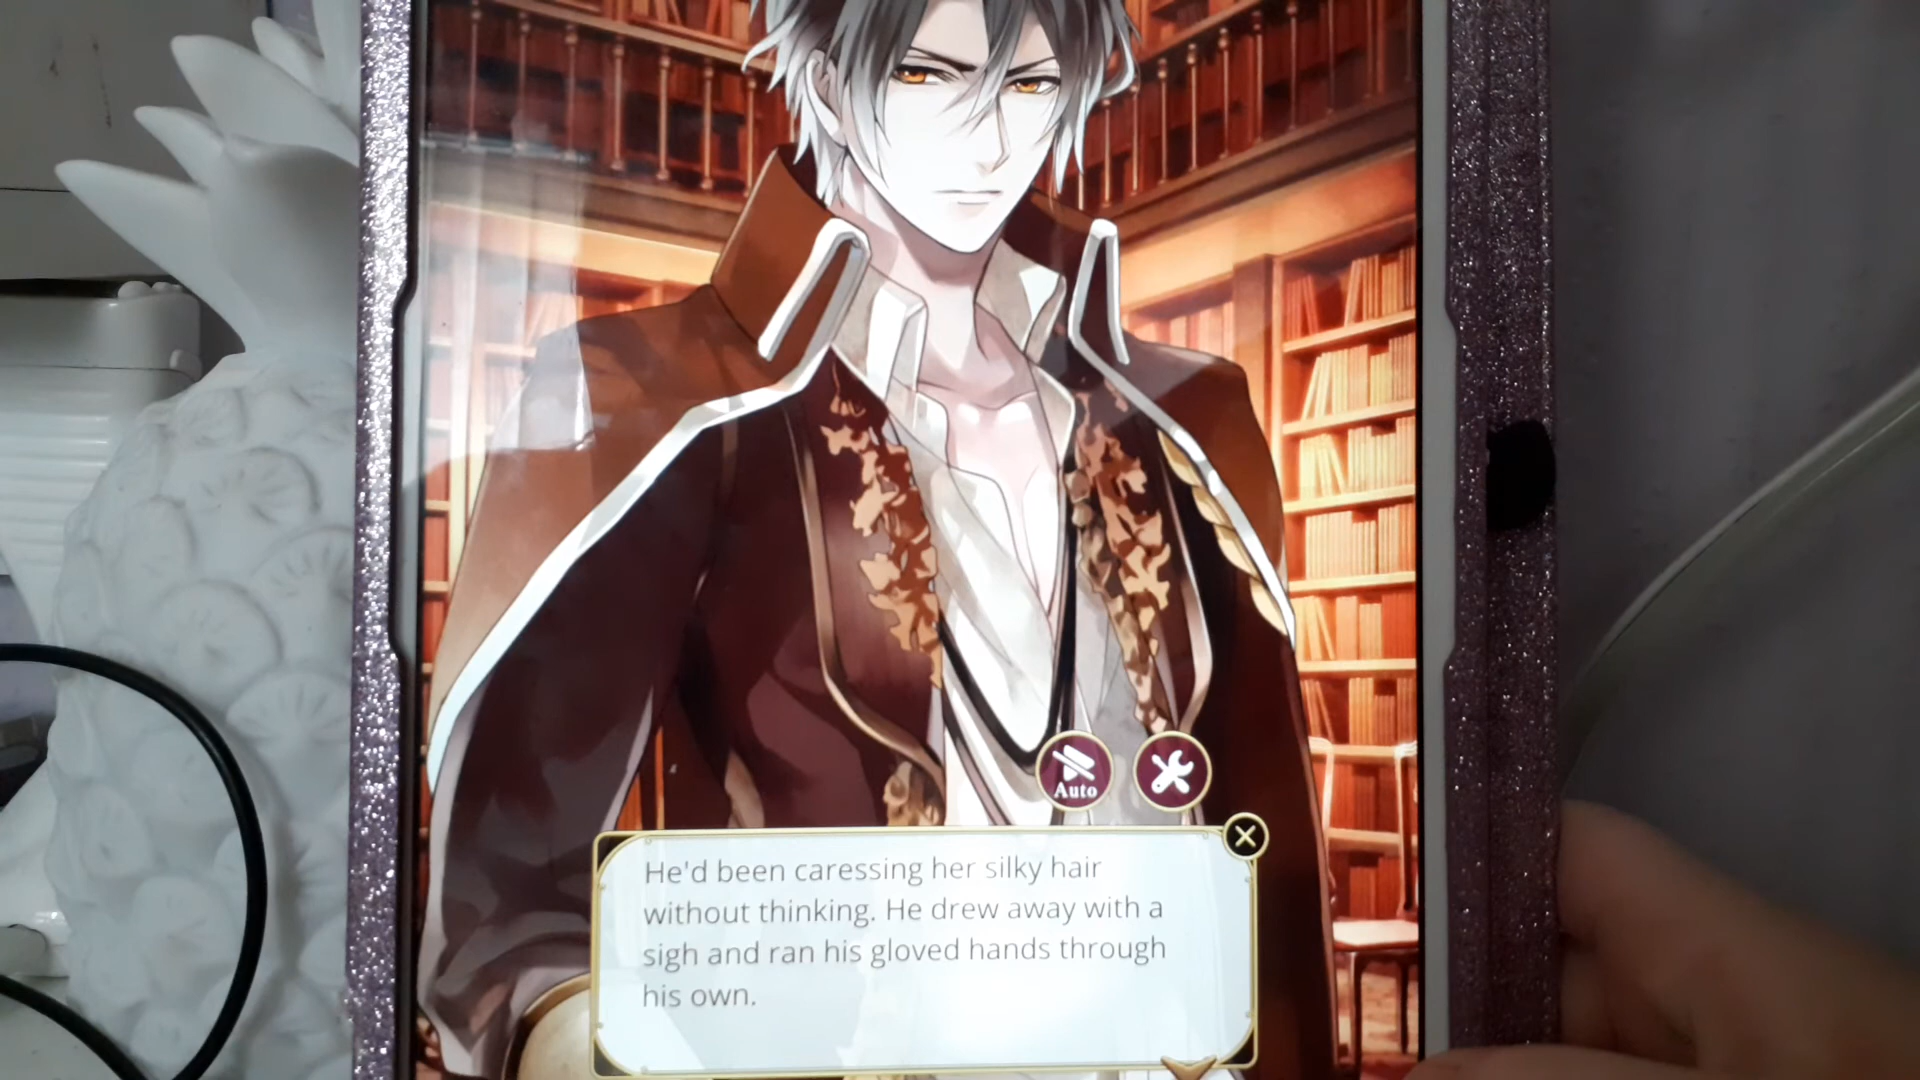 Auto
He'd been caressing her silky hair
without thinking. He drew away with a
sigh and ran his gloved hands through
his own.